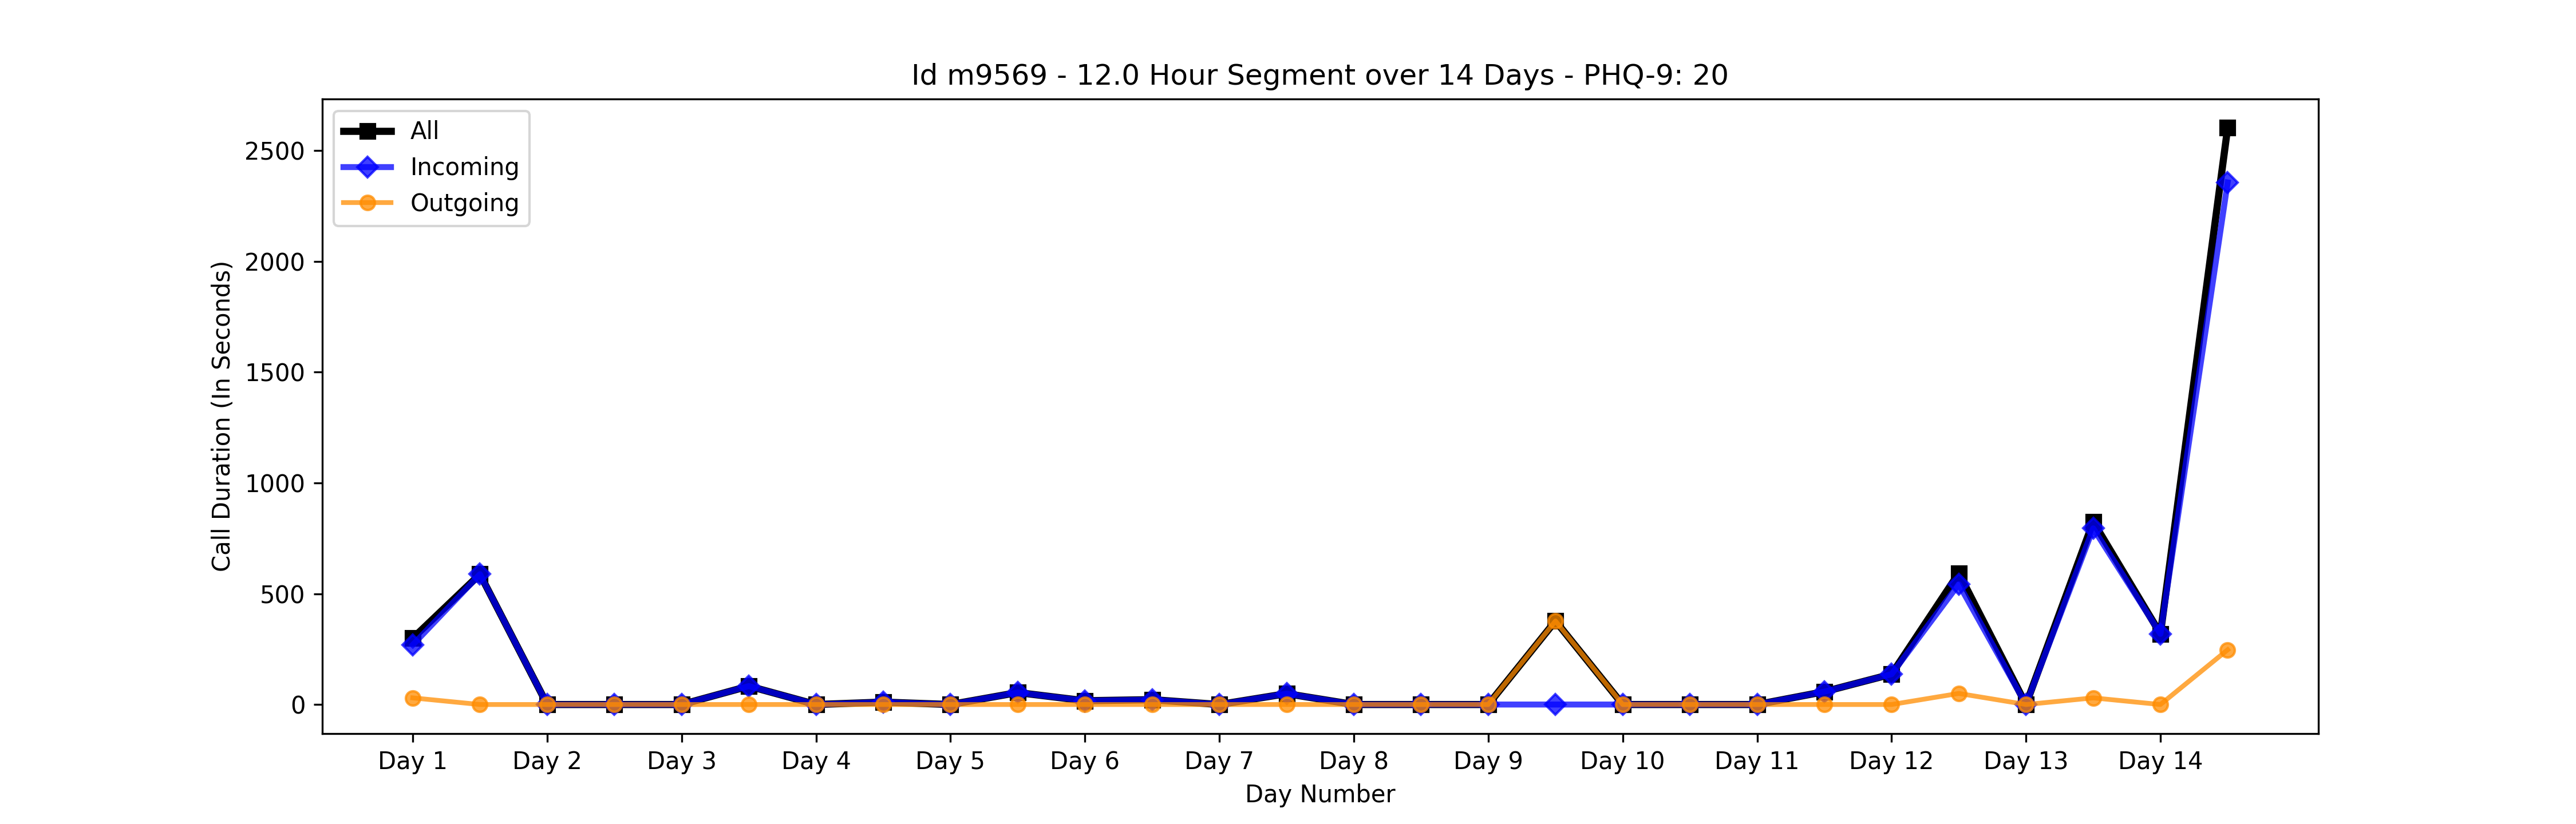 Id m9569 - 12.0 Hour Segment over 14 Days - PHQ-9: 20
All
Incoming
Outgoing
Call Duration (In Seconds)
2500
2000
1500
1000
500
0
Day 1 Day 2 Day 3 Day 4 Day 5 Day 6 Day 7 Day 8 Day 9 Day 10 Day 11 Day 12 Day 13 Day 14
Day Number